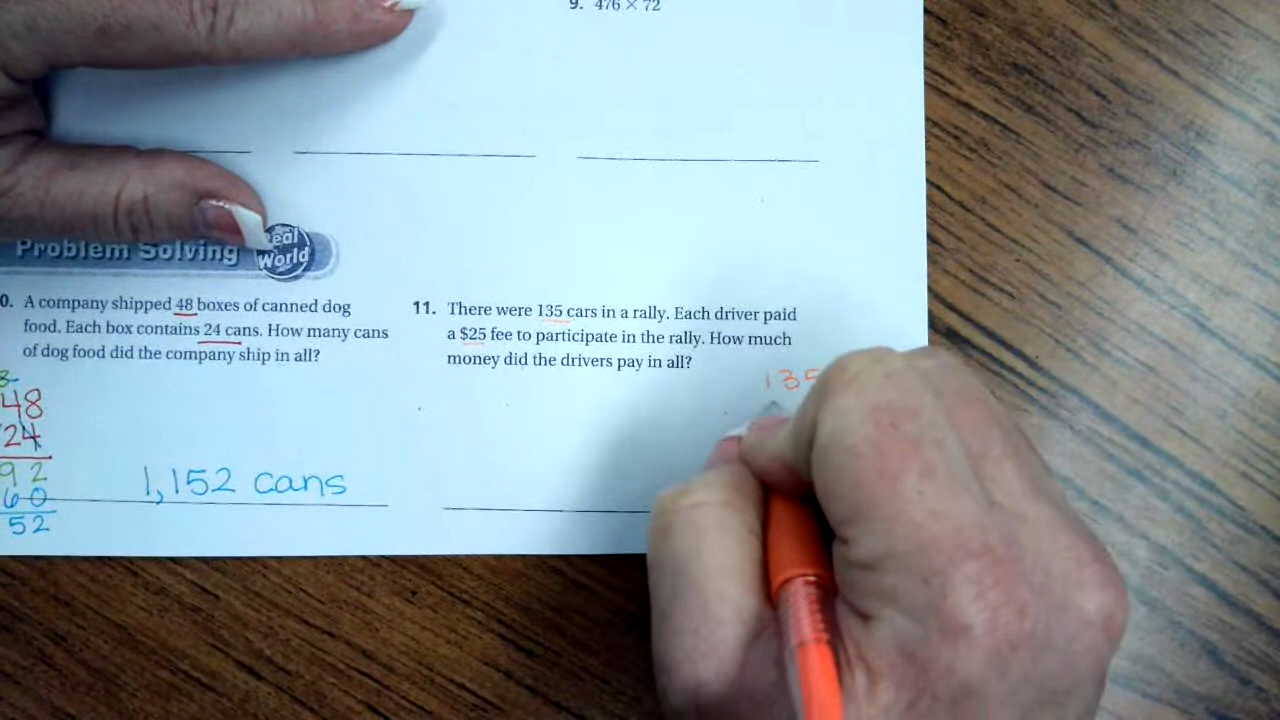 9. 476 × 72
Problem Solving
Real
World
0. A company shipped 48 boxes of canned dog
food. Each box contains 24 cans. How many cans
of dog food did the company ship in all?
3
48
24
92
60
52
1,152 cans
11. There were 135 cars in a rally. Each driver paid
a $25 fee to participate in the rally. How much
money did the drivers pay in all?
135